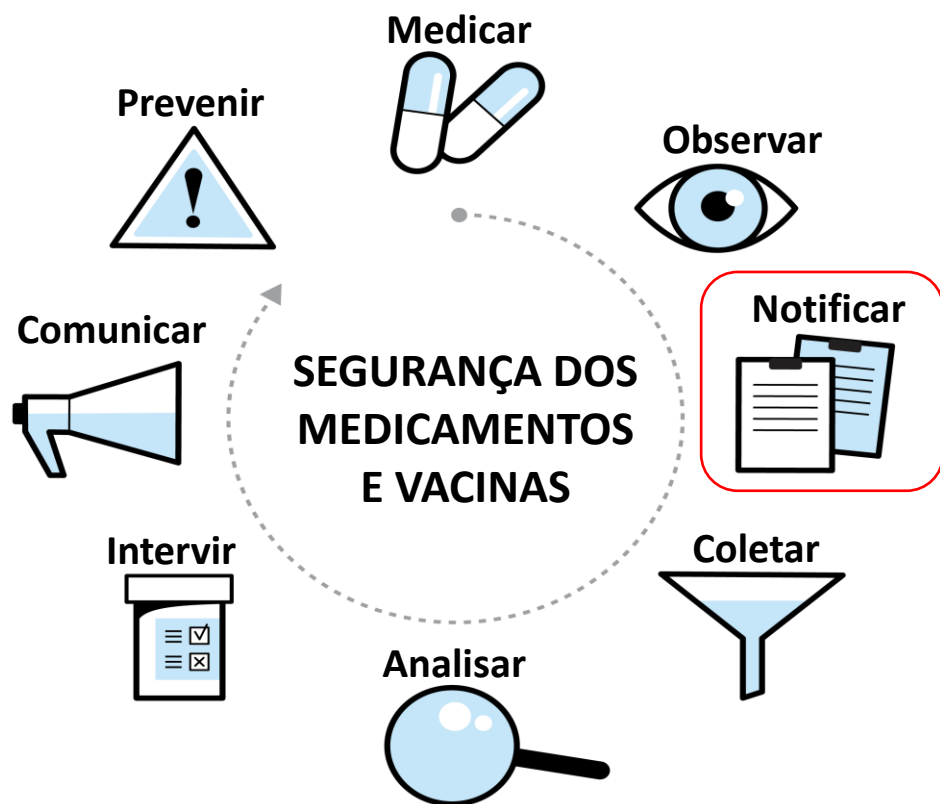 Medicar
Observar
Notificar
Coletar
Analisar
Intervir
Comunicar
Prevenir
SEGURANÇA DOS
MEDICAMENTOS
E VACINAS